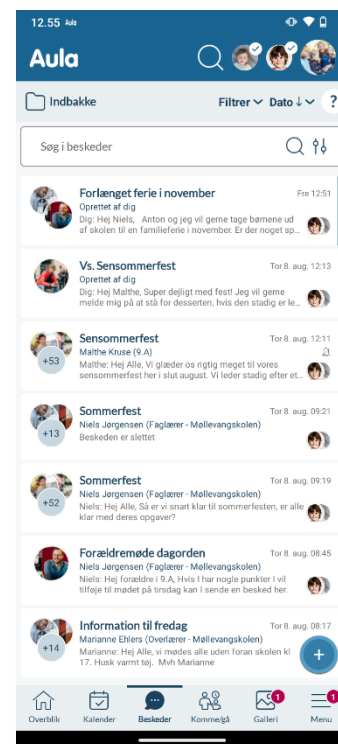 12.55 Aula
Aula
Indbakke Filtrer Dato ↓ ?
Søg i beskeder
Forlænget ferie i november Fre 12:51
Oprettet af dig
Dig: Hej Niels, Anton og jeg vil gerne tage børnene ud
af skolen til en familieferie i november. Er der noget sp...
Vs. Sensommerfest Tor 8. aug. 12:13
Oprettet af dig
Dig: Hej Malthe, Super dejligt med fest! Jeg vil gerne
melde mig på at stå for desserten, hvis den stadig er le...
Sensommerfest Tor 8. aug. 12:11
Malthe Kruse (9.A)
+53
Malthe: Hej Alle, Vi glæder os rigtig meget til vores
sensommerfest her i slut august. Vi leder stadig efter et...
Sommerfest Tor 8. aug. 09:21
Niels Jørgensen (Faglærer - Møllevangskolen)
+13
Beskeden er slettet
Sommerfest Tor 8. aug. 09:19
Niels Jørgensen (Faglærer - Møllevangskolen)
+52
Niels: Hej Alle, Så er vi snart klar til sommerfesten, er alle
klar med deres opgaver?
Forældremøde dagorden Tor 8. aug. 08:45
Niels Jørgensen (Faglærer - Møllevangskolen)
Niels: Hej forældre i 9.A, Hvis I har nogle punkter I vil
tilføje til mødet på tirsdag kan I sende en besked her.
Information til fredag Tor 8. aug. 08:17
Marianne Ehlers (Overlærer - Møllevangskolen)
+14
Marianne: Hej Alle, vi mødes alle uden foran skolen kl
17. Husk varmt tøj. Mvh Marianne
+
1 1
Overblik Kalender Beskeder Komme/gå Galleri Menu